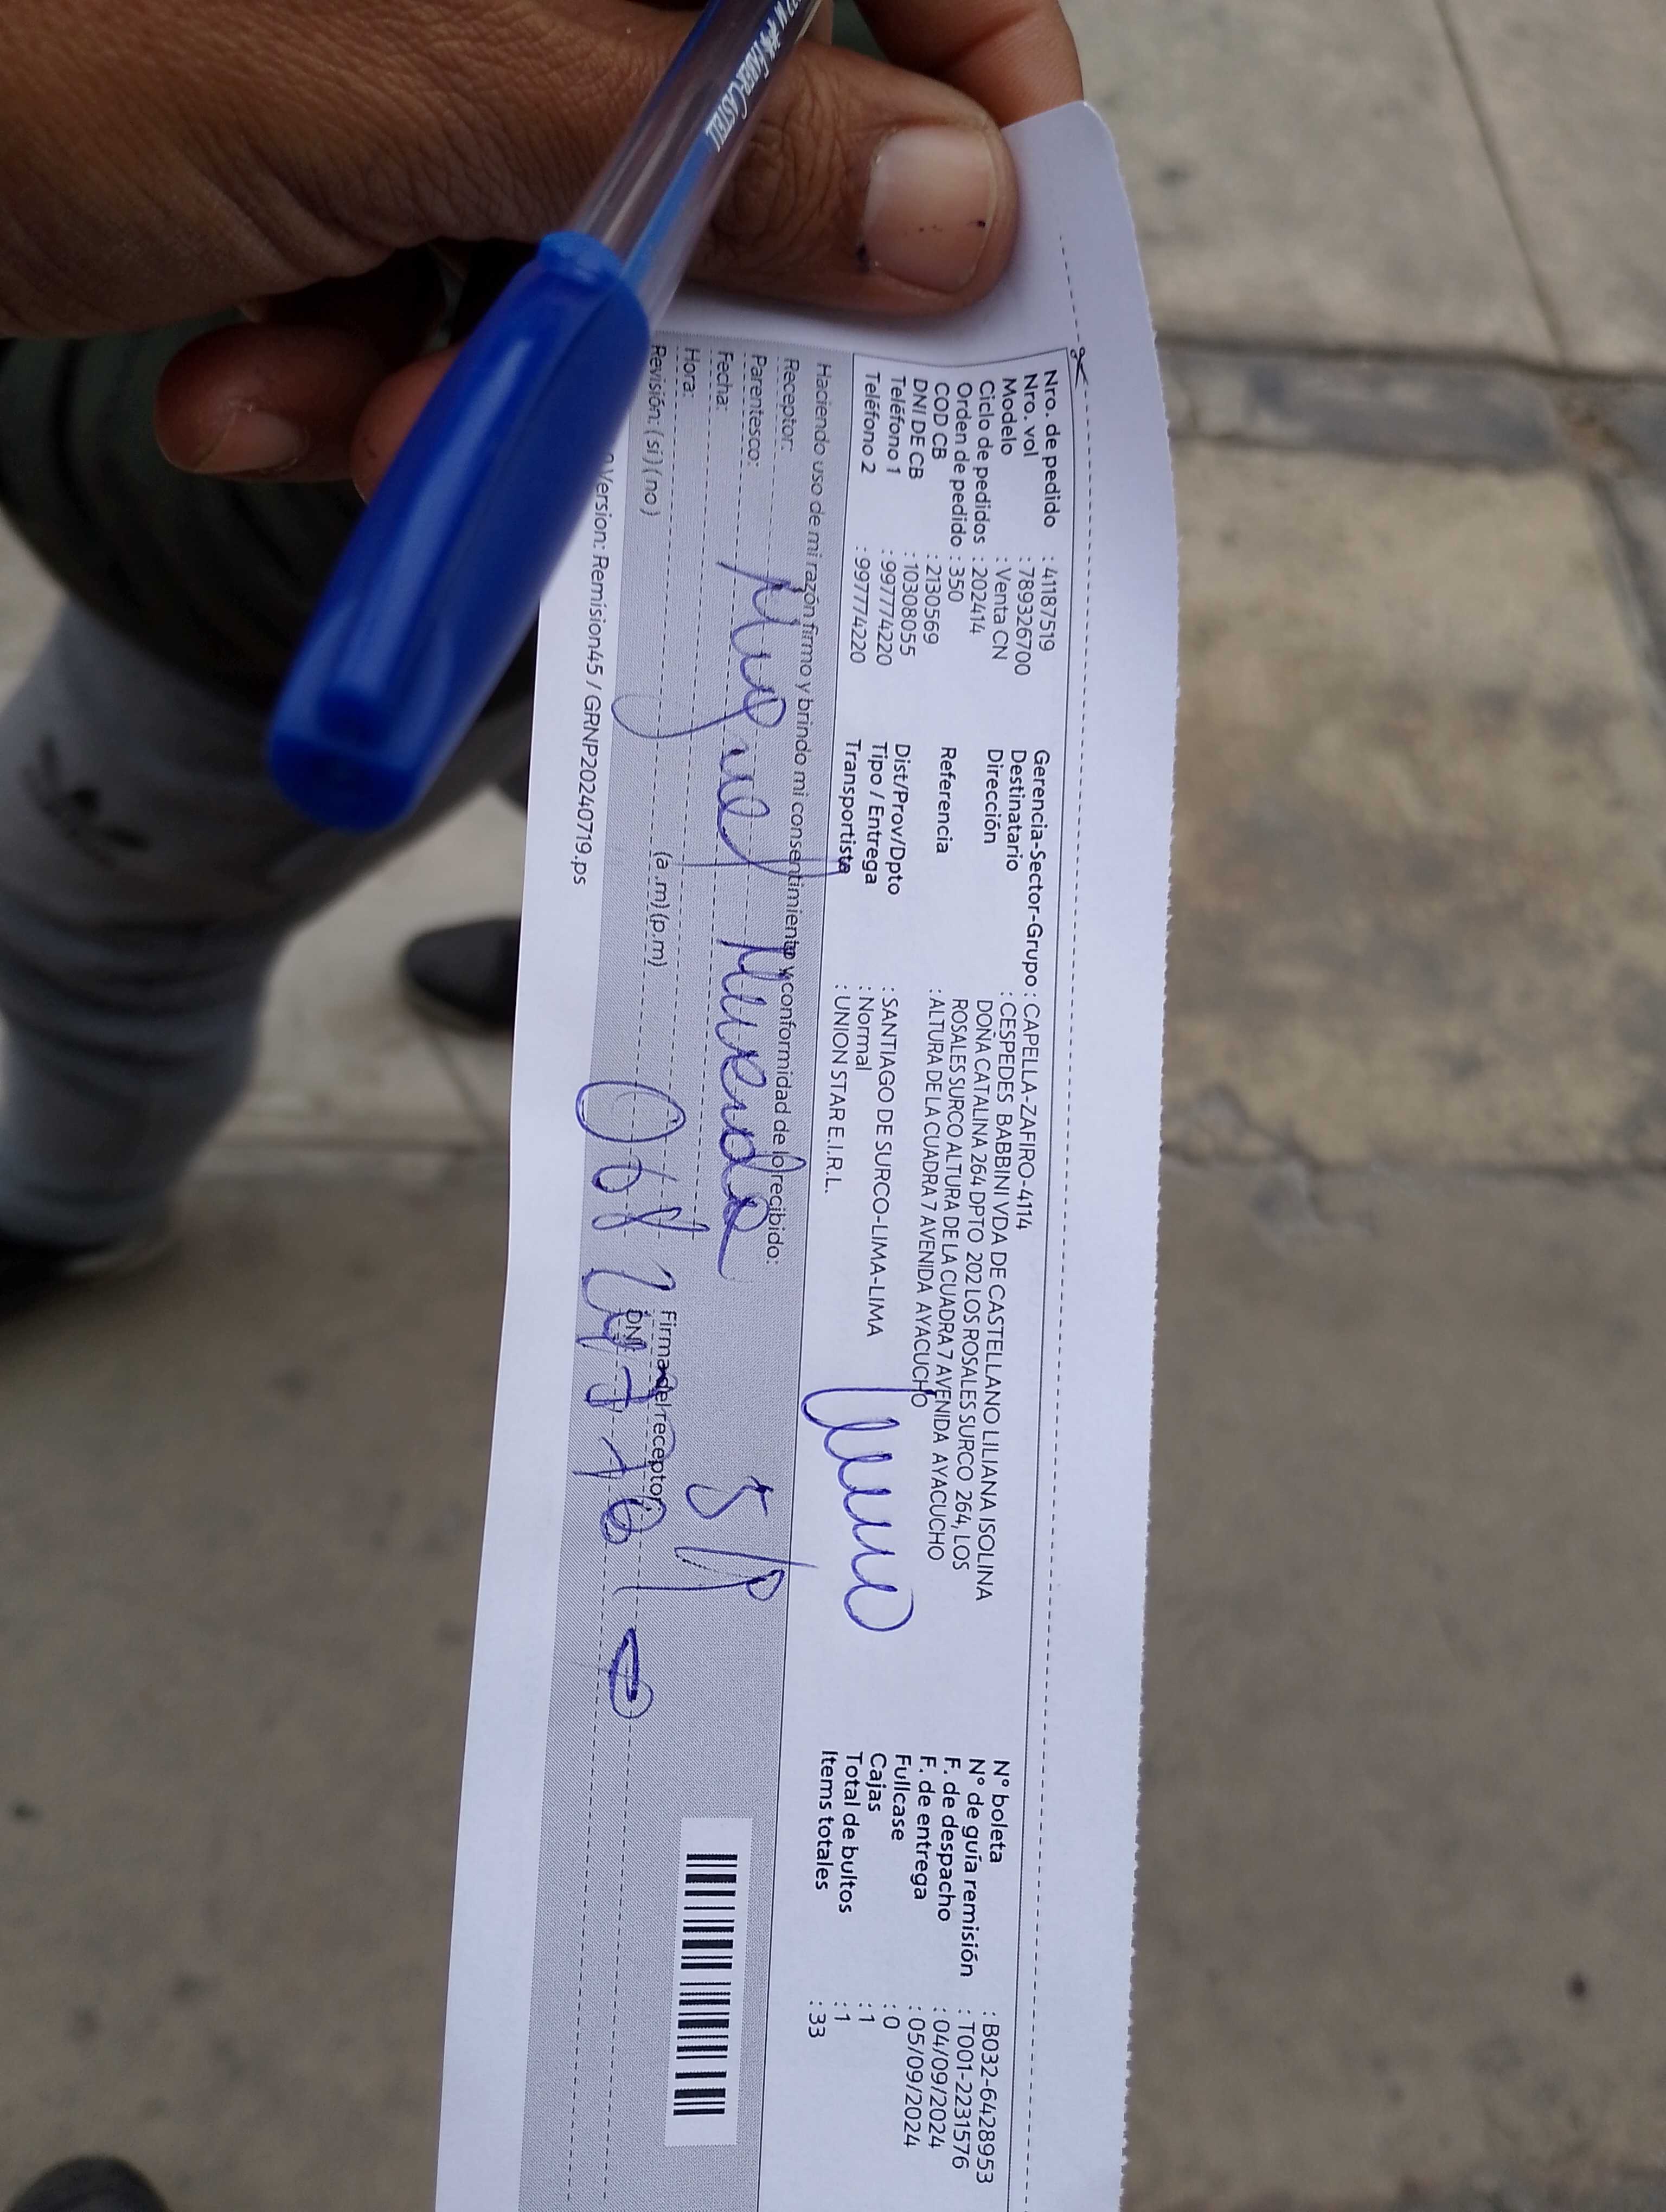 FABER-CASTELL
Nro. de pedido : 41187519
Nro. vol : 7893326700
Modelo : Venta CN
Ciclo de pedidos : 202414
Orden de pedido : 350
COD CB : 2130569
DNI DE CB : 10308055
Teléfono 1 : 997774220
Teléfono 2 : 997774220
Gerencia-Sector-Grupo : CAPELLA-ZAFIRO-4114
Destinatario : CESPEDES BABBINI VDA DE CASTELLANO LILIANA ISOLINA
Dirección DOÑA CATALINA 264 DPTO 202 LOS ROSALES SURCO 264, LOS
ROSALES SURCO ALTURA DE LA CUADRA 7 AVENIDA AYACUCHO
Referencia : ALTURA DE LA CUADRA 7 AVENIDA AYACUCHO
Dist/Prov/Dpto : SANTIAGO DE SURCO-LIMA-LIMA
Tipo / Entrega : Normal
Transportista : UNION STAR E.I.R.L.
N° boleta : B032-6428953
N° de guía remisión : T001-2231576
F. de despacho : 04/09/2024
F. de entrega : 05/09/2024
Fullcase : 0
Cajas : 1
Total de bultos : 1
Items totales : 33
Haciendo uso de mi razón firmo y brindo mi consentimiento y conformidad de lo recibido:
Receptor:
Parentesco: Miguel
Fecha:
Hora:
Revisión: ( si ) ( no ) (a .m) (p.m)
Firma del receptor
DNI
Version: Remision45 / GRNP20240719.ps